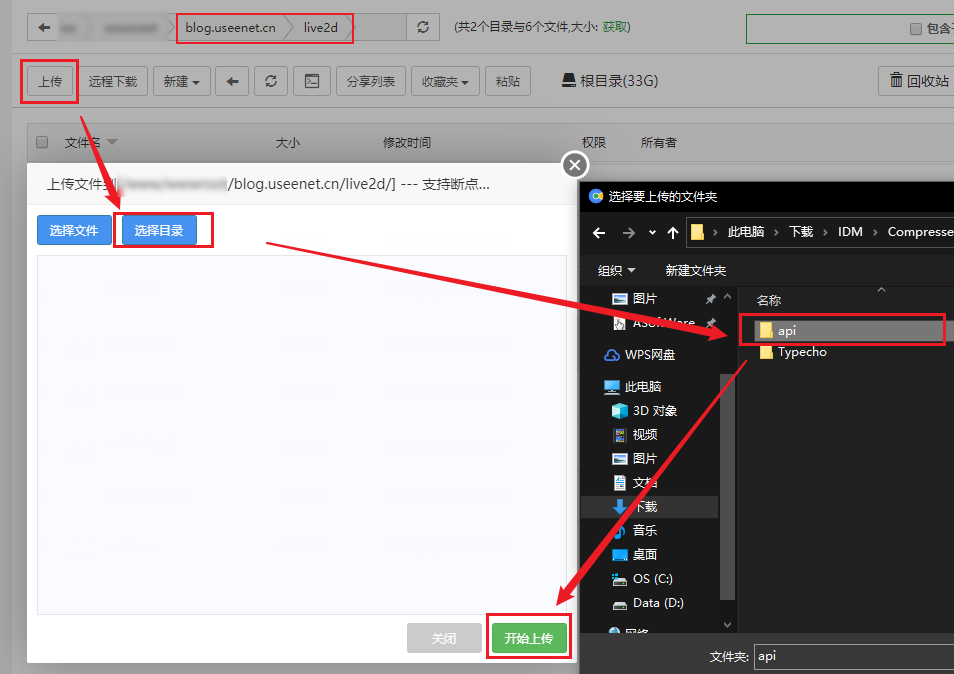 blog.useenet.cn live2d (共2个目录与6个文件,大小: 获取) 包含子
上传 远程下载 新建 分享列表 收藏夹 粘贴 根目录(33G) 回收站
文件名 大小 修改时间 权限 所有者
上传文件到 /blog.useenet.cn/live2d/] --- 支持断点...
选择文件 选择目录
关闭 开始上传
选择要上传的文件夹
此电脑 下载 IDM Compresse
组织 新建文件夹
图片
WPS网盘
此电脑
3D 对象
视频
图片
文档
下载
音乐
桌面
OS (C:)
Data (D:)
网络
名称
api
Typecho
文件夹: api